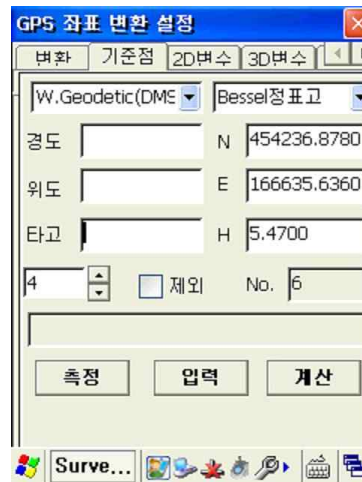 GPS 좌표 변환 설정
변환 기준점 2D변수 3D변수
W.Geodetic(DMS Bessel정표고
경도 N 454236.8780
위도 E 166635.6360
타고 H 5.4700
4 제외 No. 6
측정 입력 계산
Surve...